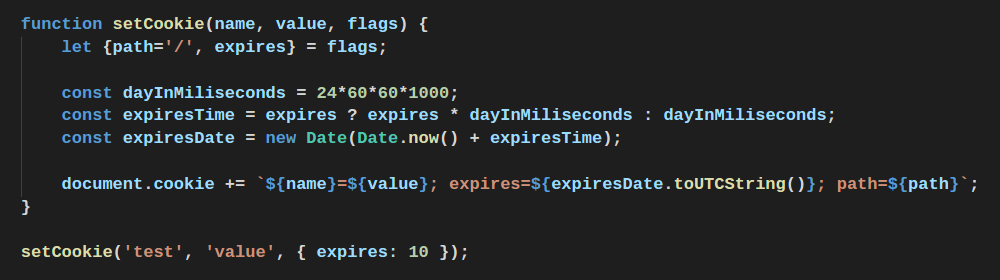 function setCookie(name, value, flags) {
    let {path='/', expires} = flags;

    const dayInMiliseconds = 24*60*60*1000;
    const expiresTime = expires ? expires * dayInMiliseconds : dayInMiliseconds;
    const expiresDate = new Date(Date.now() + expiresTime);

    document.cookie += `${name}=${value}; expires=${expiresDate.toUTCString()}; path=${path}`;
}

setCookie('test', 'value', { expires: 10 });